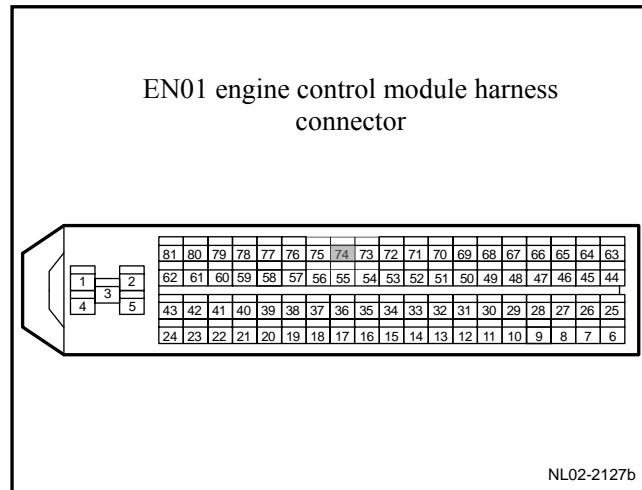 EN01 engine control module harness
connector
81 80 79 78 77 76 75 74 73 72 71 70 69 68 67 66 65 64 63
1 2 62 61 60 59 58 57 56 55 54 53 52 51 50 49 48 47 46 45 44
3
4 5 43 42 41 40 39 38 37 36 35 34 33 32 31 30 29 28 27 26 25
24 23 22 21 20 19 18 17 16 15 14 13 12 11 10 9 8 7 6
NL02-2127b